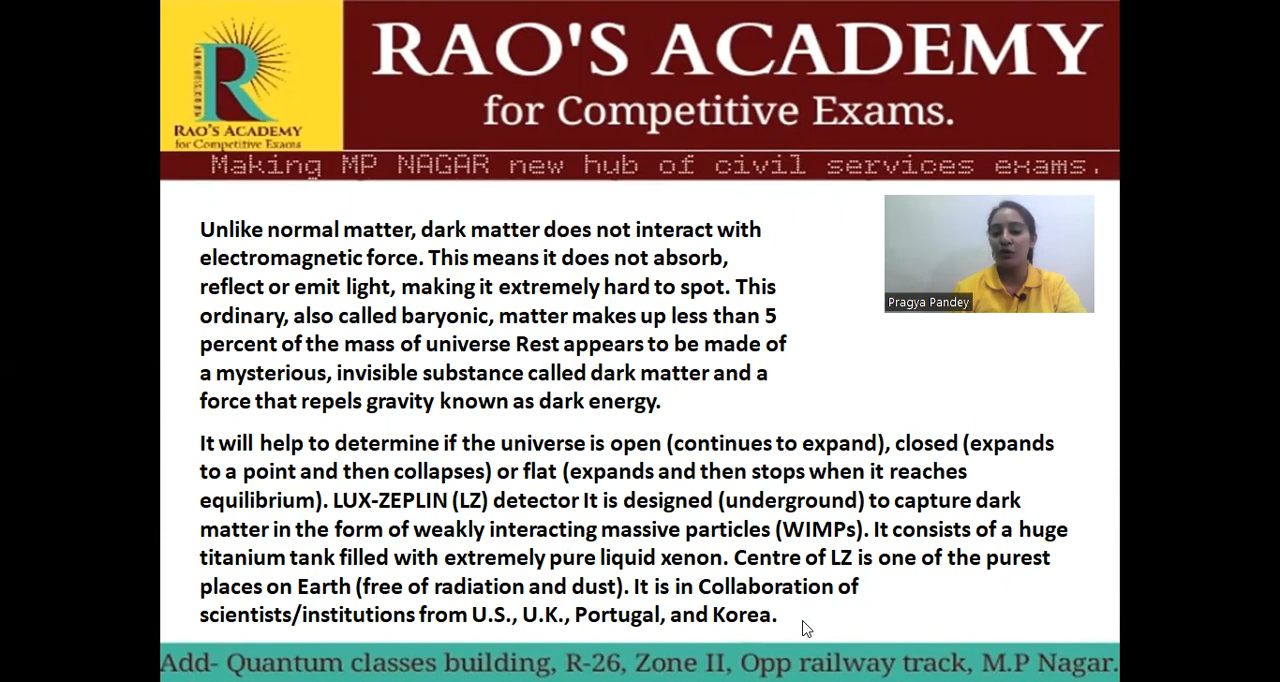 RAO'S ACADEMY
for Competitive Exams.
R
RAO'S ACADEMY
for Competitive Exams
Making MP NAGAR new hub of civil services exams.
Unlike normal matter, dark matter does not interact with
electromagnetic force. This means it does not absorb,
reflect or emit light, making it extremely hard to spot. This
ordinary, also called baryonic, matter makes up less than 5
percent of the mass of universe Rest appears to be made of
a mysterious, invisible substance called dark matter and a
force that repels gravity known as dark energy.
Pragya Pandey
It will help to determine if the universe is open (continues to expand), closed (expands
to a point and then collapses) or flat (expands and then stops when it reaches
equilibrium). LUX-ZEPLIN (LZ) detector It is designed (underground) to capture dark
matter in the form of weakly interacting massive particles (WIMPs). It consists of a huge
titanium tank filled with extremely pure liquid xenon. Centre of LZ is one of the purest
places on Earth (free of radiation and dust). It is in Collaboration of
scientists/institutions from U.S., U.K., Portugal, and Korea.
Add- Quantum classes building, R-26, Zone II, Opp railway track, M.P Nagar.